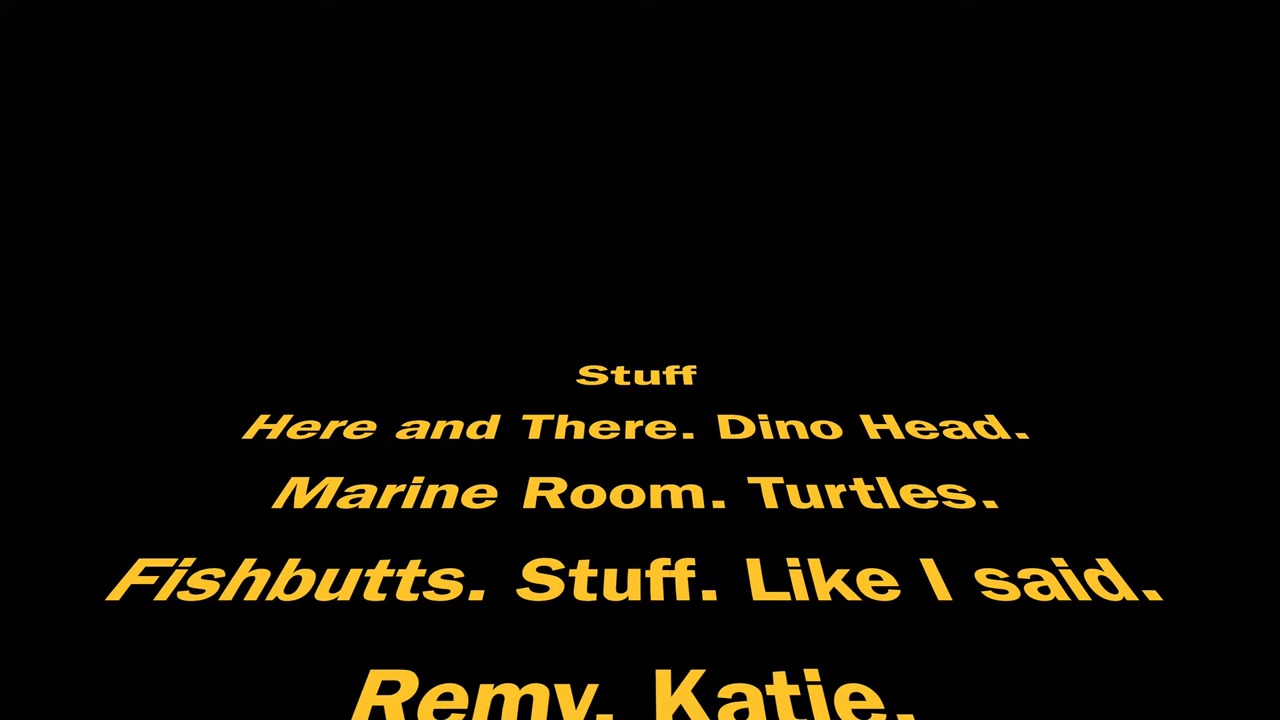 Stuff
Here and There. Dino Head.
Marine Room. Turtles.
Fishbutts. Stuff. Like I said.
Remy. Katie.